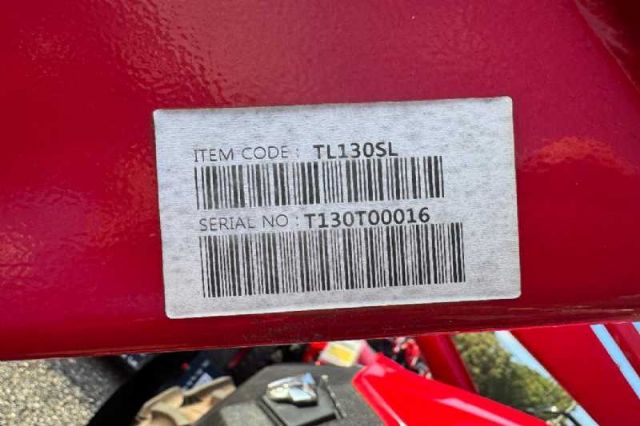 ITEM CODE : TL130SL
SERIAL NO : T130T00016